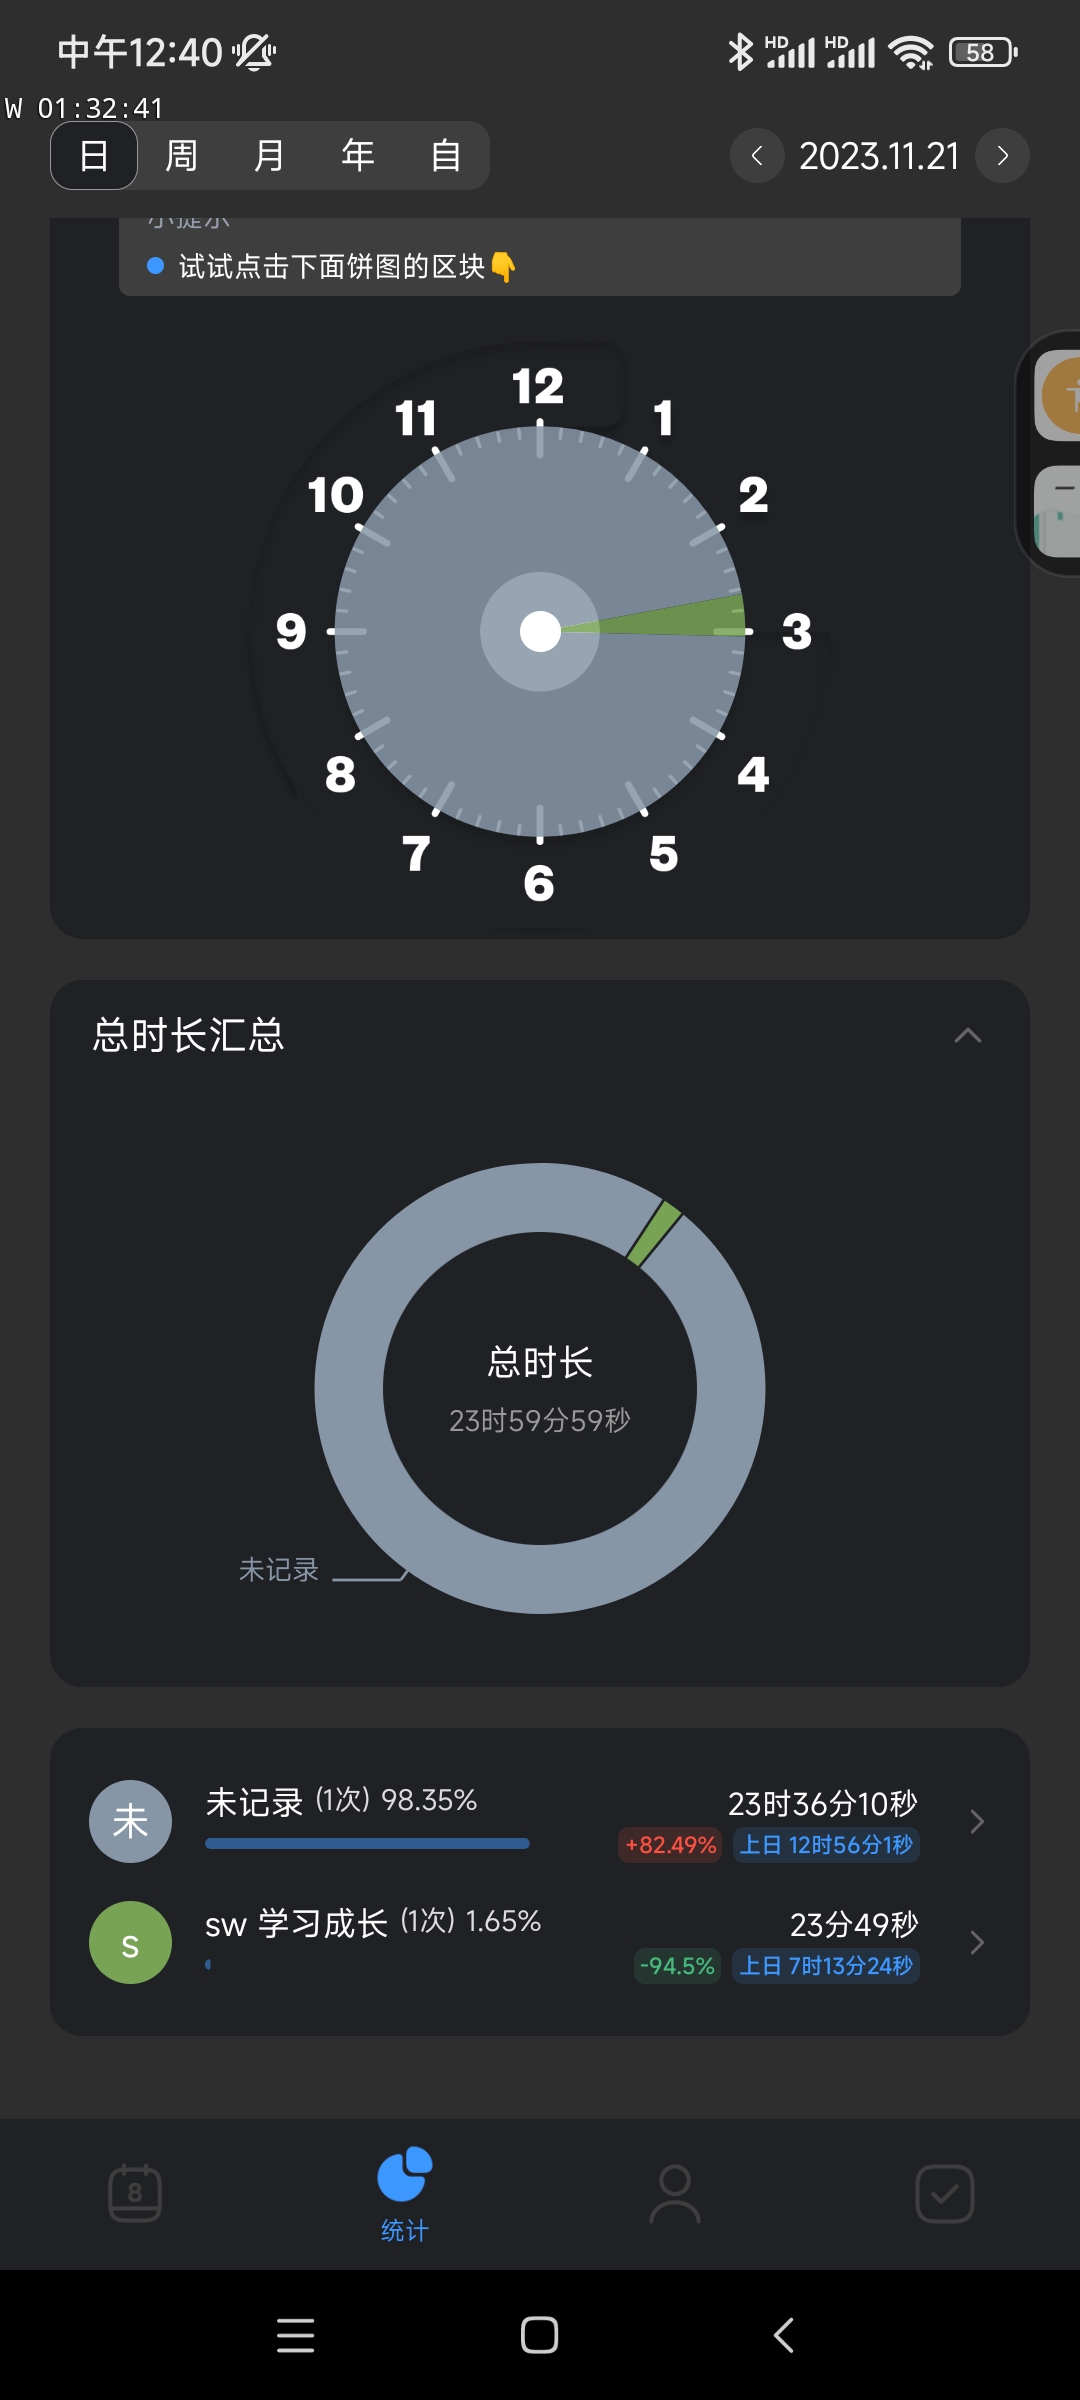 中午12:40 HD HD 58
W 01:32:41
日 周 月 年 自 2023.11.21
小提示
试试点击下面饼图的区块👇
12
11 1
10 2
9 3
8 4
7 5
6
总时长汇总
总时长
23时59分59秒
未记录
未 未记录 (1次) 98.35% 23时36分10秒
+82.49% 上日 12时56分1秒
s sw 学习成长 (1次) 1.65% 23分49秒
-94.5% 上日 7时13分24秒
8
统计